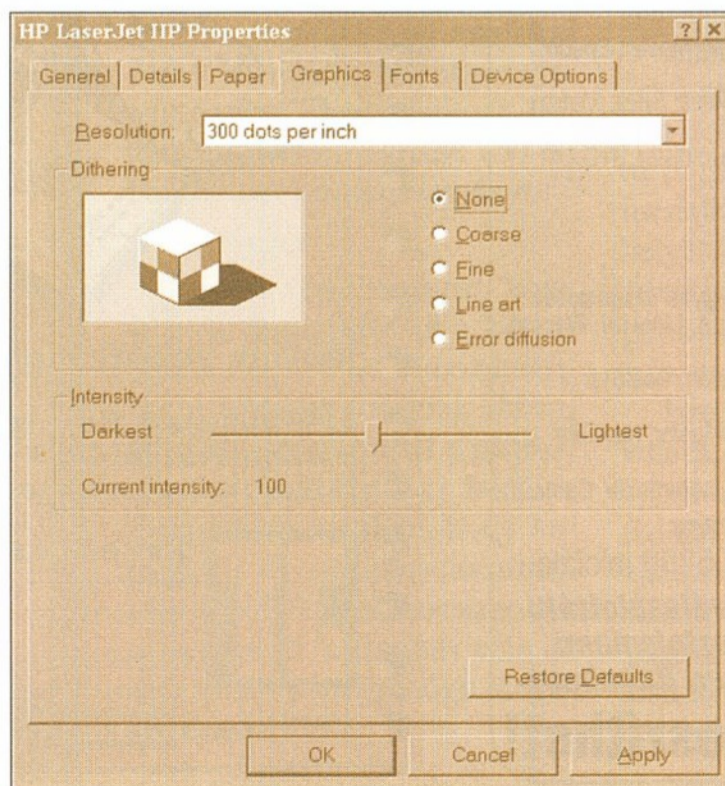 HP LaserJet IIP Properties
General Details Paper Graphics Fonts Device Options
Resolution: 300 dots per inch
Dithering
None
Coarse
Fine
Line art
Error diffusion
Intensity
Darkest Lightest
Current intensity: 100
Restore Defaults
OK Cancel Apply